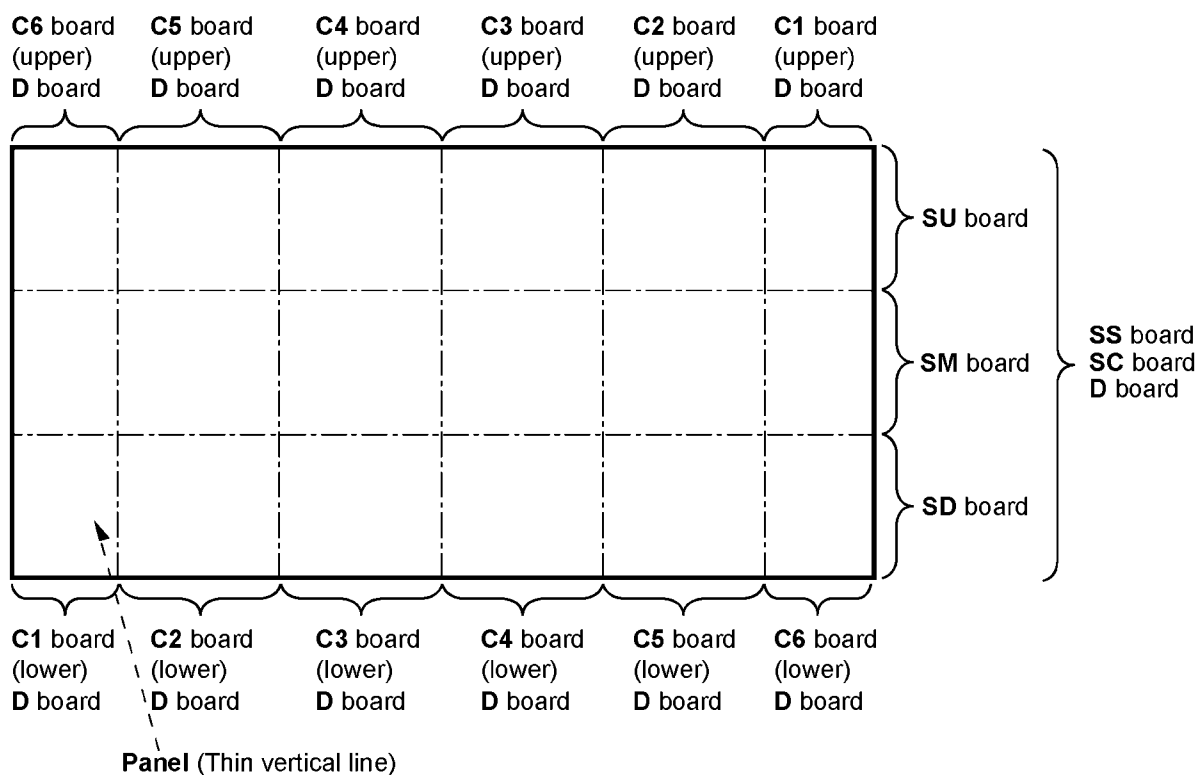 C6 board C5 board C4 board C3 board C2 board C1 board
(upper) (upper) (upper) (upper) (upper) (upper)
D board D board D board D board D board D board
SU board
SM board
SS board
SC board
D board
SD board
C1 board C2 board C3 board C4 board C5 board C6 board
(lower) (lower) (lower) (lower) (lower) (lower)
D board D board D board D board D board D board
Panel (Thin vertical line)